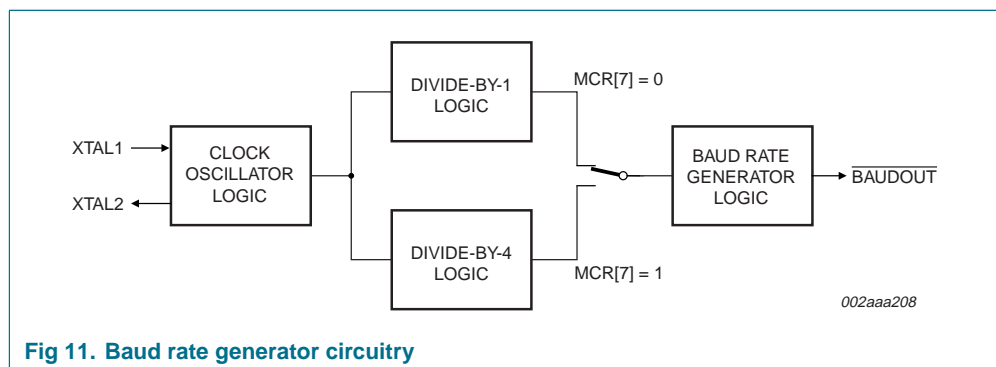 XTAL1
XTAL2
CLOCK
OSCILLATOR
LOGIC
DIVIDE-BY-1
LOGIC
MCR[7] = 0
DIVIDE-BY-4
LOGIC
MCR[7] = 1
BAUD RATE
GENERATOR
LOGIC
BAUDOUT
002aaa208
Fig 11. Baud rate generator circuitry